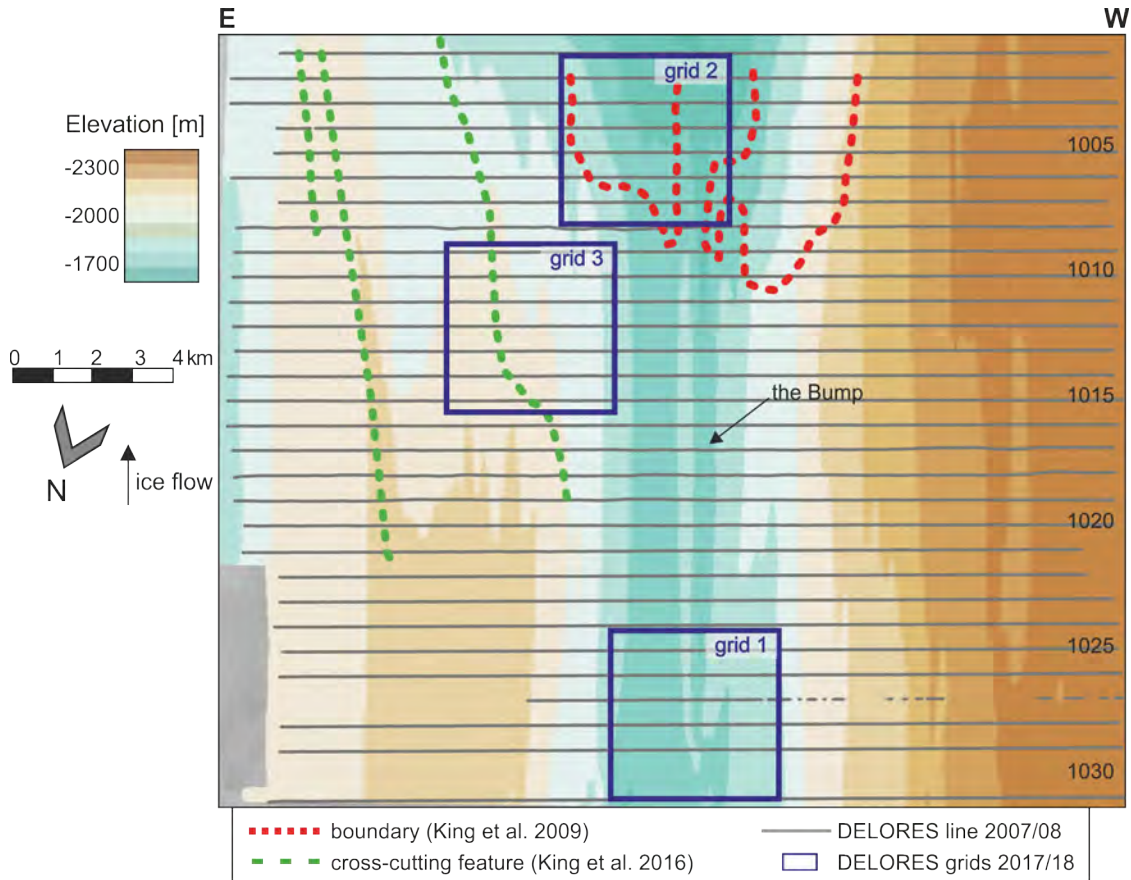 E W
grid 2
Elevation [m]
-2300
-2000
-1700
1005
grid 3
1010
0 1 2 3 4 km
the Bump
1015
N
ice flow
1020
grid 1
1025
1030
boundary (King et al. 2009)
DELORES line 2007/08
cross-cutting feature (King et al. 2016)
DELORES grids 2017/18